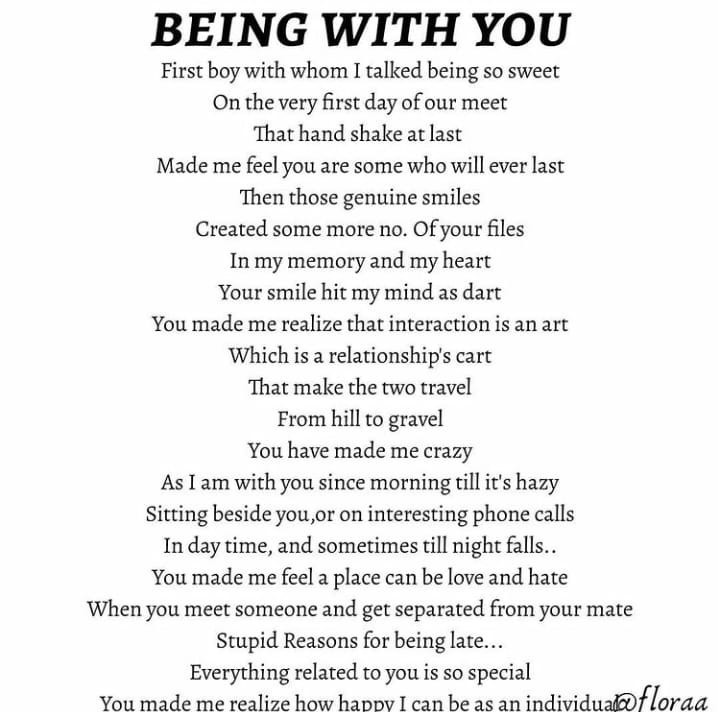 BEING WITH YOU
First boy with whom I talked being so sweet
On the very first day of our meet
That hand shake at last
Made me feel you are some who will ever last
Then those genuine smiles
Created some more no. Of your files
In my memory and my heart
Your smile hit my mind as dart
You made me realize that interaction is an art
Which is a relationship's cart
That make the two travel
From hill to gravel
You have made me crazy
As I am with you since morning till it's hazy
Sitting beside you,or on interesting phone calls
In day time, and sometimes till night falls..
You made me feel a place can be love and hate
When you meet someone and get separated from your mate
Stupid Reasons for being late...
Everything related to you is so special
You made me realize how happy I can be as an individual
@floraa